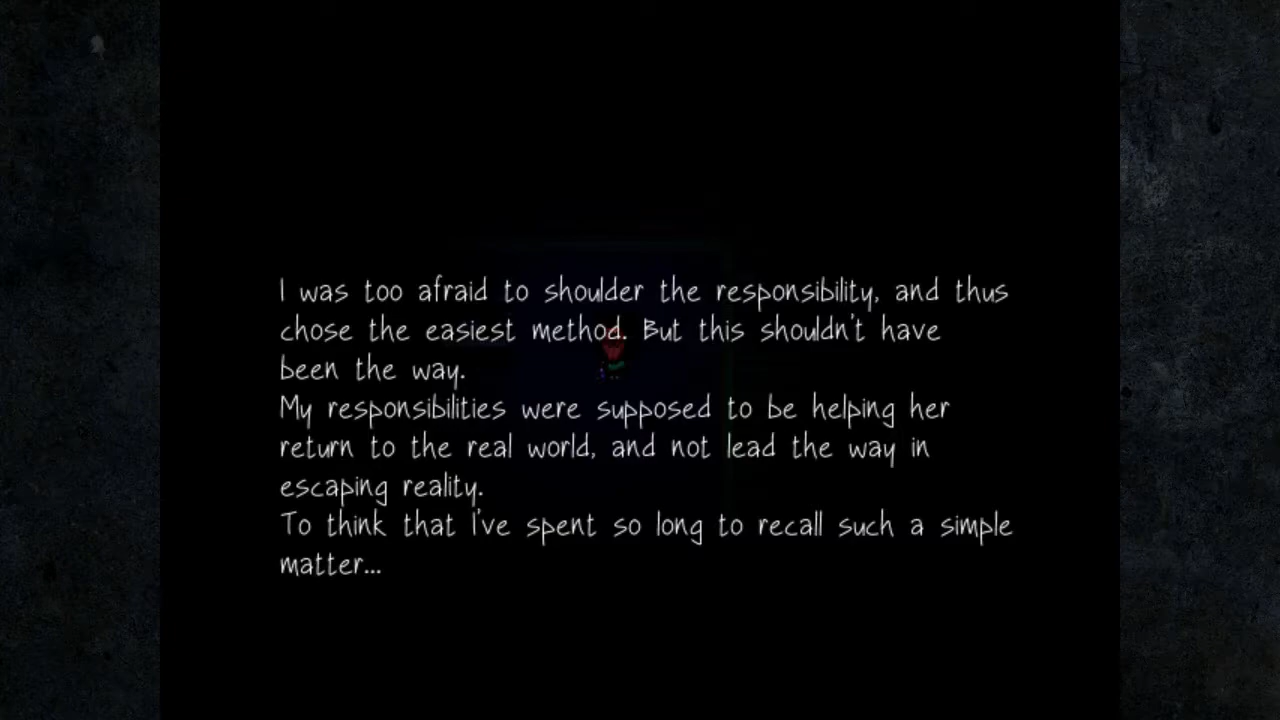 I was too afraid to shoulder the responsibility, and thus
chose the easiest method. But this shouldn't have
been the way.
My responsibilities were supposed to be helping her
return to the real world, and not lead the way in
escaping reality.
To think that I've spent so long to recall such a simple
matter...